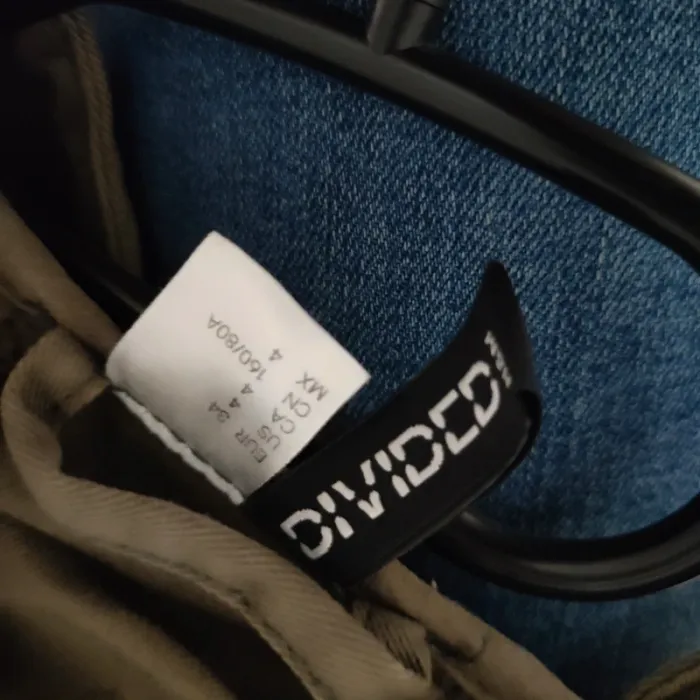 EUR 34
US 4
CA 4
CN 160/80A
MX 4
DIVIDED
H&M